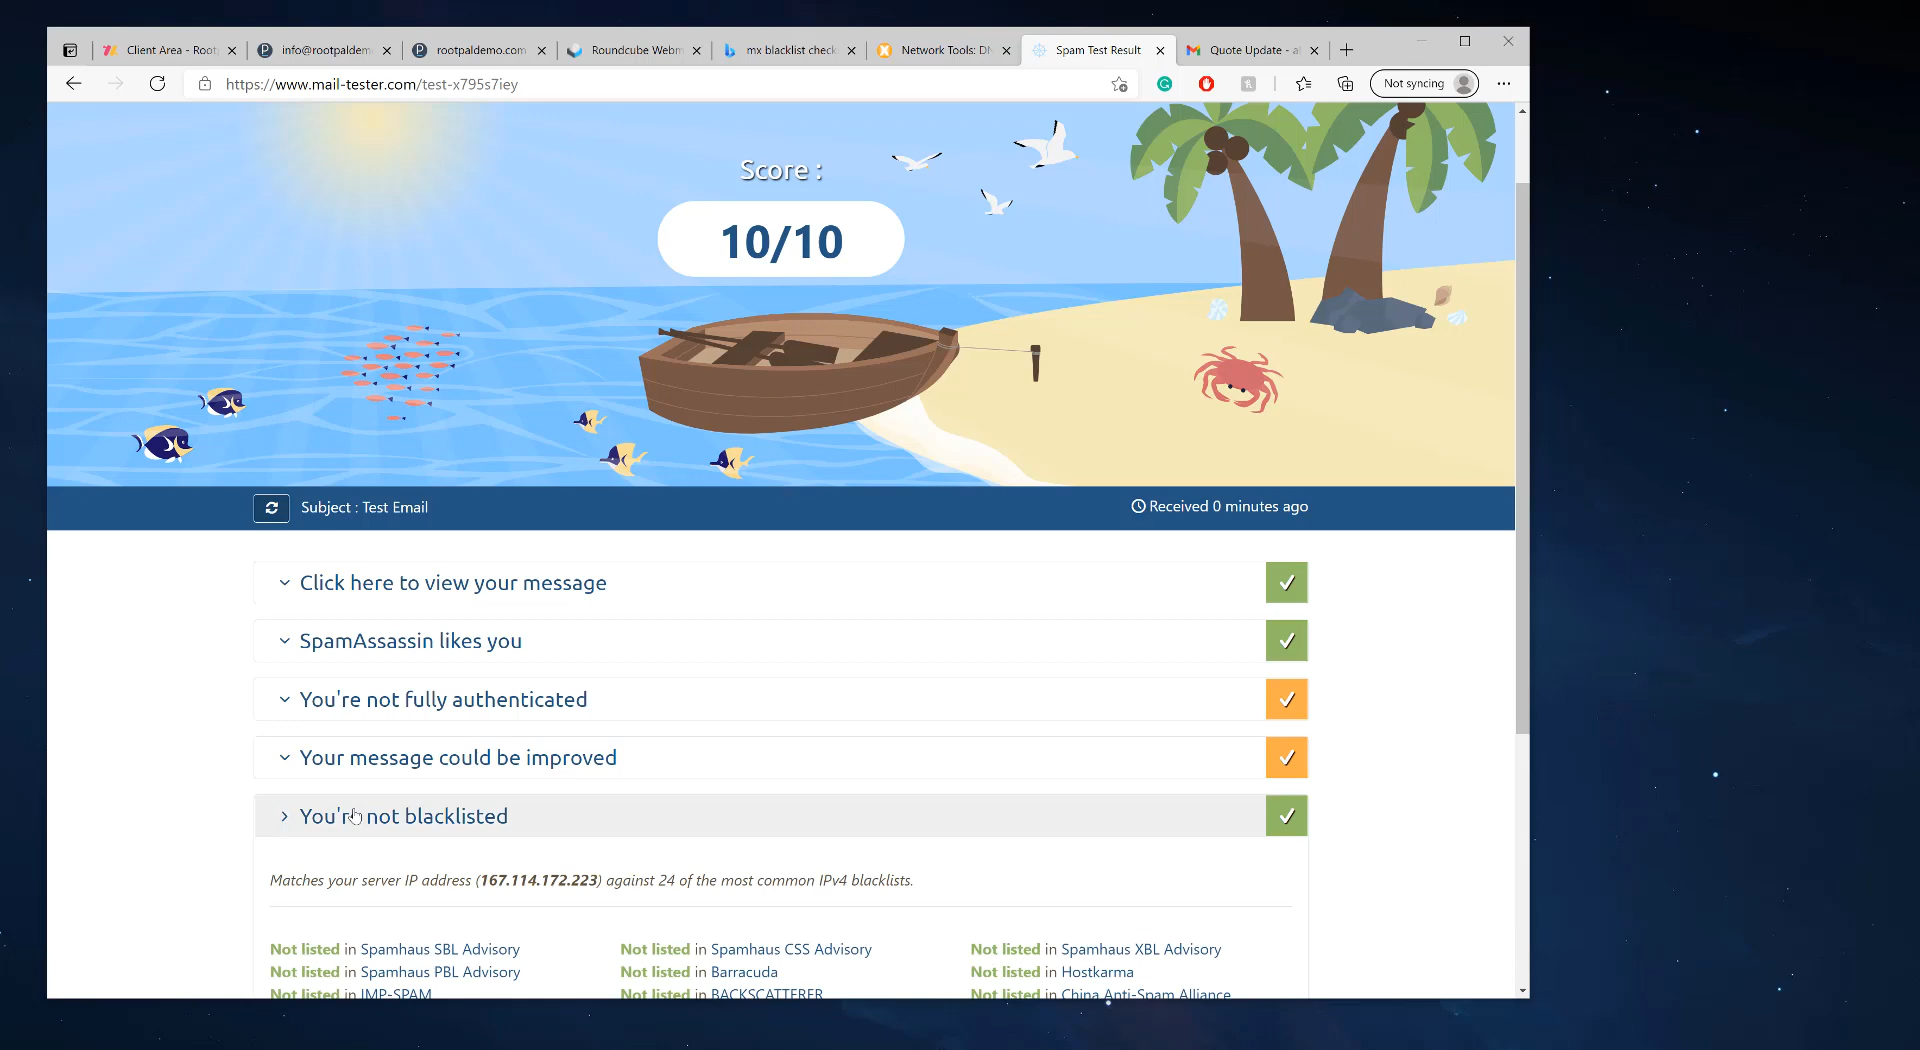 Client Area - Root
info@rootpaldem
rootpaldemo.com
Roundcube Webm
mx blacklist check
Network Tools: DN
Spam Test Result
Quote Update - a
https://www.mail-tester.com/test-x795s7iey
Not syncing
Score :
10/10
Subject : Test Email
Received 0 minutes ago
Click here to view your message
SpamAssassin likes you
You're not fully authenticated
Your message could be improved
You're not blacklisted
Matches your server IP address (167.114.172.223) against 24 of the most common IPv4 blacklists.
Not listed in Spamhaus SBL Advisory
Not listed in Spamhaus CSS Advisory
Not listed in Spamhaus XBL Advisory
Not listed in Spamhaus PBL Advisory
Not listed in Barracuda
Not listed in Hostkarma
Not listed in IMP-SPAM
Not listed in BACKSCATTERER
Not listed in China Anti-Spam Alliance